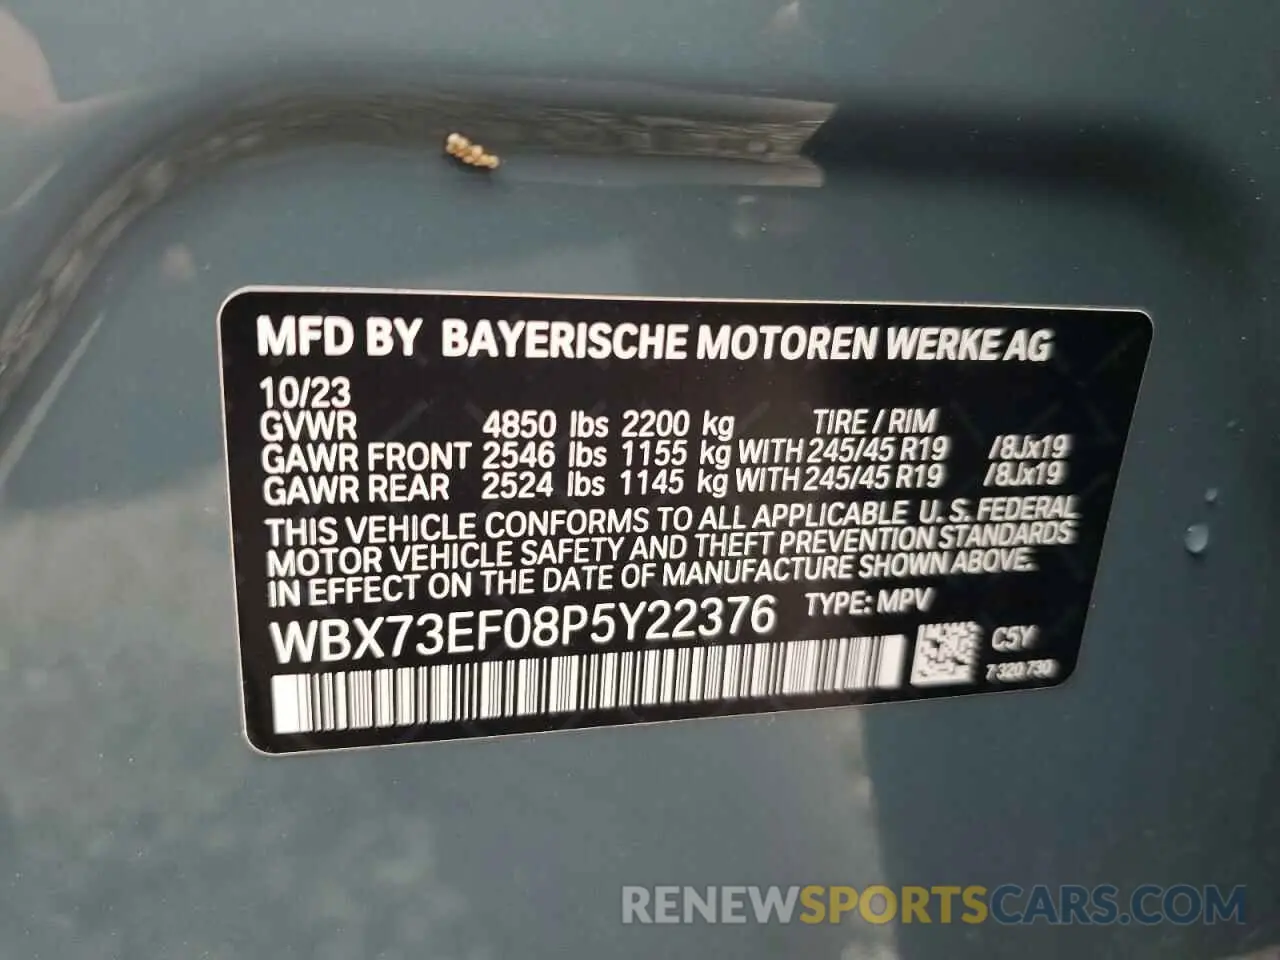 MFD BY BAYERISCHE MOTOREN WERKE AG
10/23
GVWR 4850 lbs 2200 kg TIRE / RIM
GAWR FRONT 2546 lbs 1155 kg WITH 245/45 R19 /8Jx19
GAWR REAR 2524 lbs 1145 kg WITH 245/45 R19 /8Jx19
THIS VEHICLE CONFORMS TO ALL APPLICABLE U.S. FEDERAL
MOTOR VEHICLE SAFETY AND THEFT PREVENTION STANDARDS
IN EFFECT ON THE DATE OF MANUFACTURE SHOWN ABOVE.
WBX73EF08P5Y22376 TYPE: MPV
C5Y
7 320 730
RENEWSPORTSCARS.COM